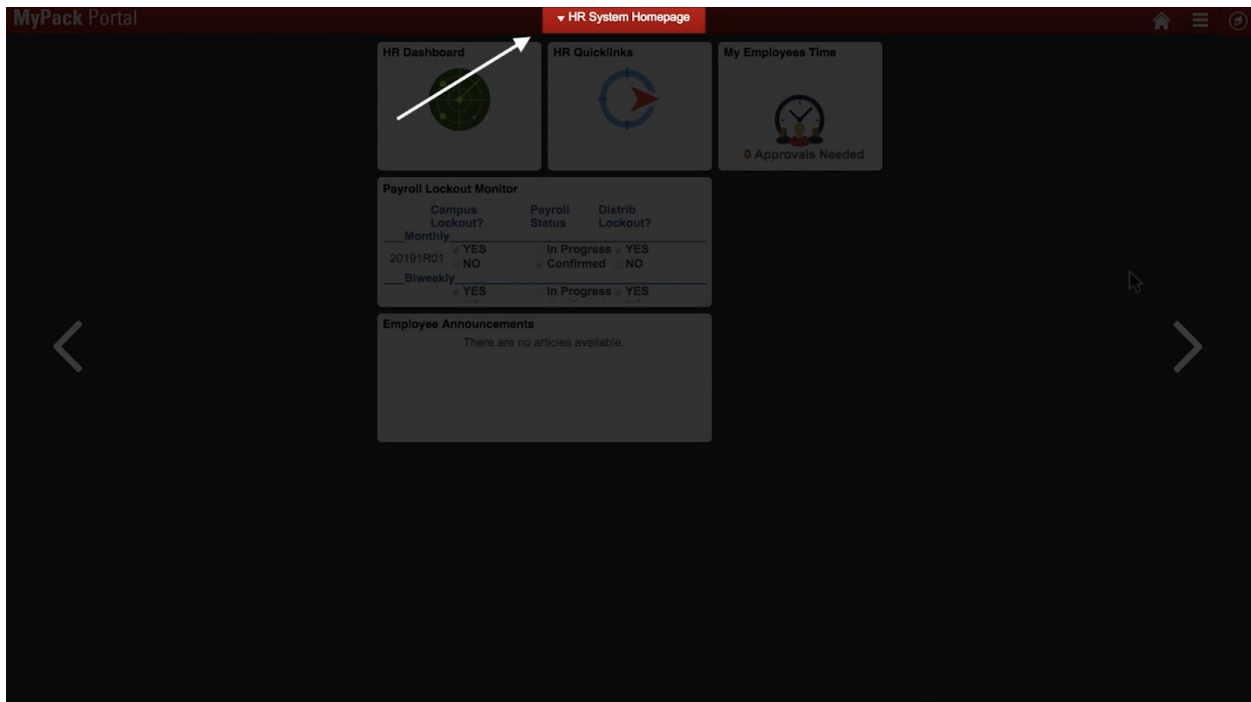 MyPack Portal
▾ HR System Homepage
HR Dashboard
HR Quicklinks
My Employees Time
0 Approvals Needed
Payroll Lockout Monitor
Campus Lockout?
Payroll Status
Distrib Lockout?
Monthly
20191R01
YES In Progress YES
NO Confirmed NO
Biweekly
YES In Progress YES
Employee Announcements
There are no articles available.